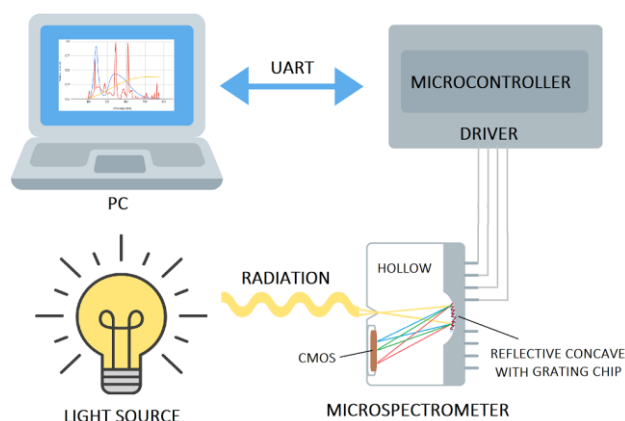 UART
MICROCONTROLLER
DRIVER
PC
RADIATION
HOLLOW
CMOS
REFLECTIVE CONCAVE
WITH GRATING CHIP
LIGHT SOURCE
MICROSPECTROMETER